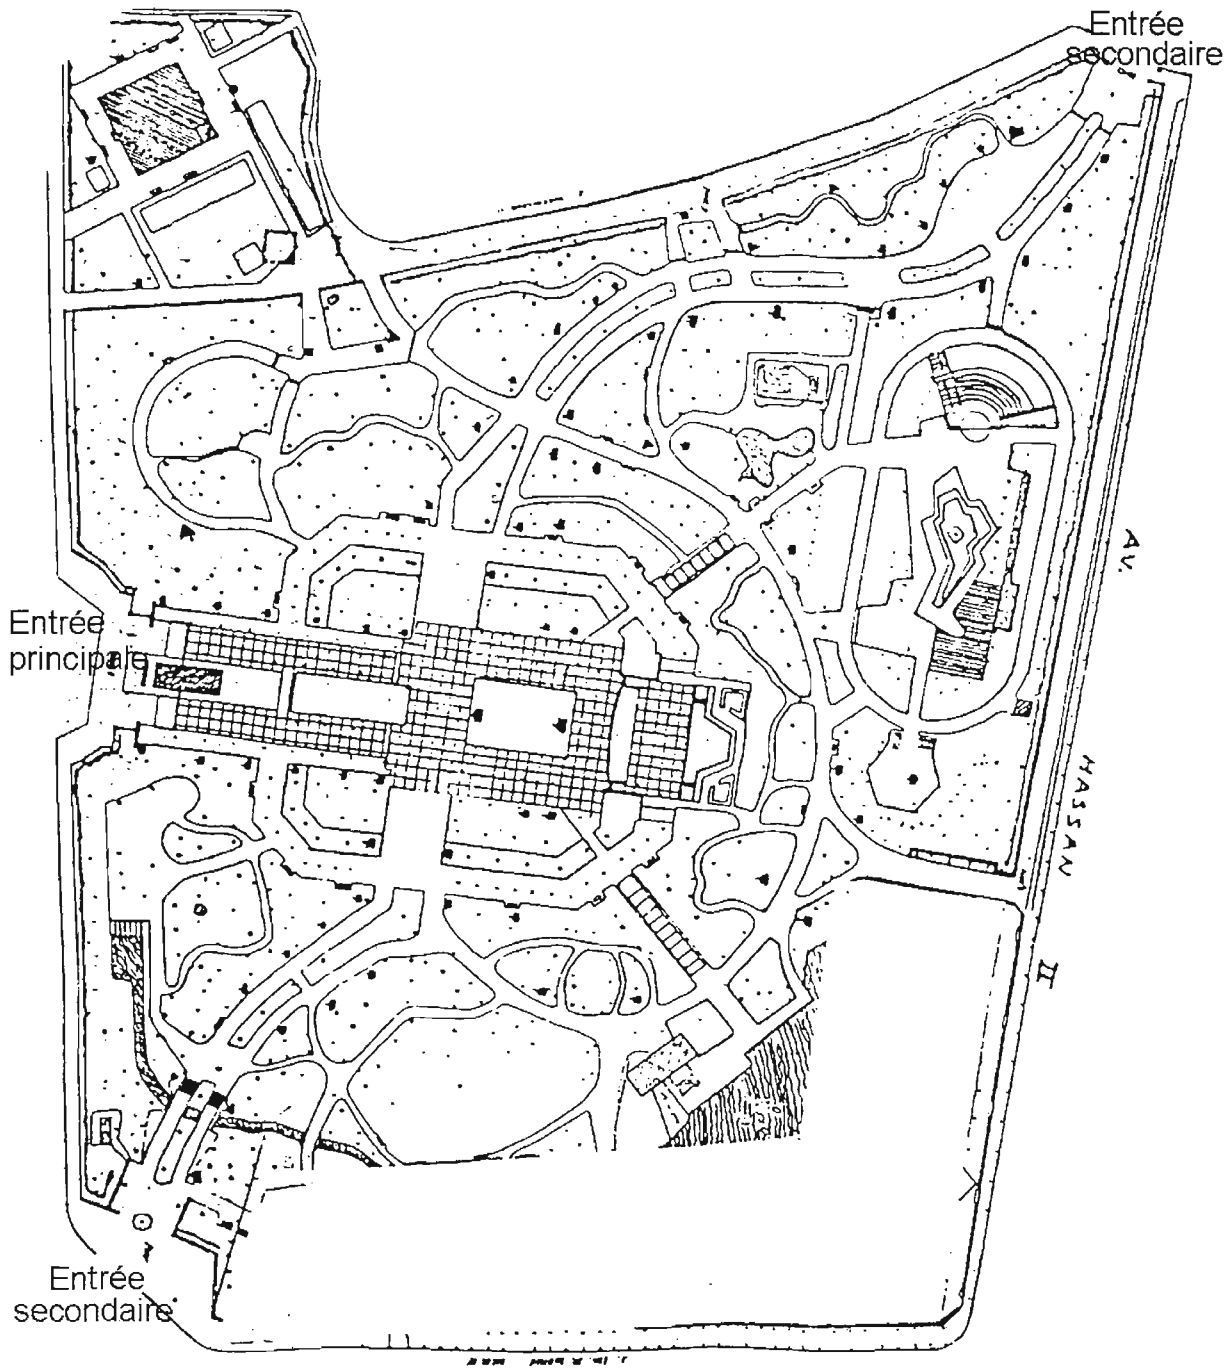 Entrée
secondaire
Entrée
principale
AV.
HASSAN
II
Entrée
secondaire